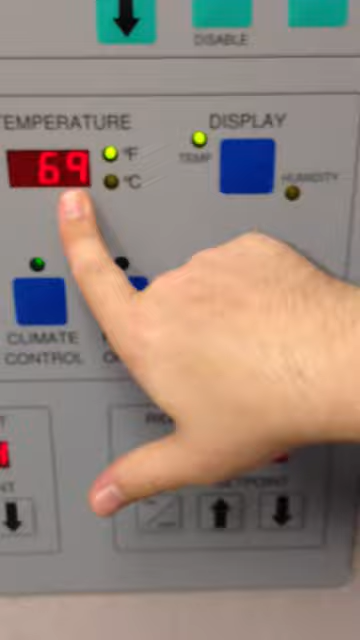 DISABLE
TEMPERATURE
DISPLAY
69
°F
°C
TEMP
HUMIDITY
CLIMATE
CONTROL
SETPOINT